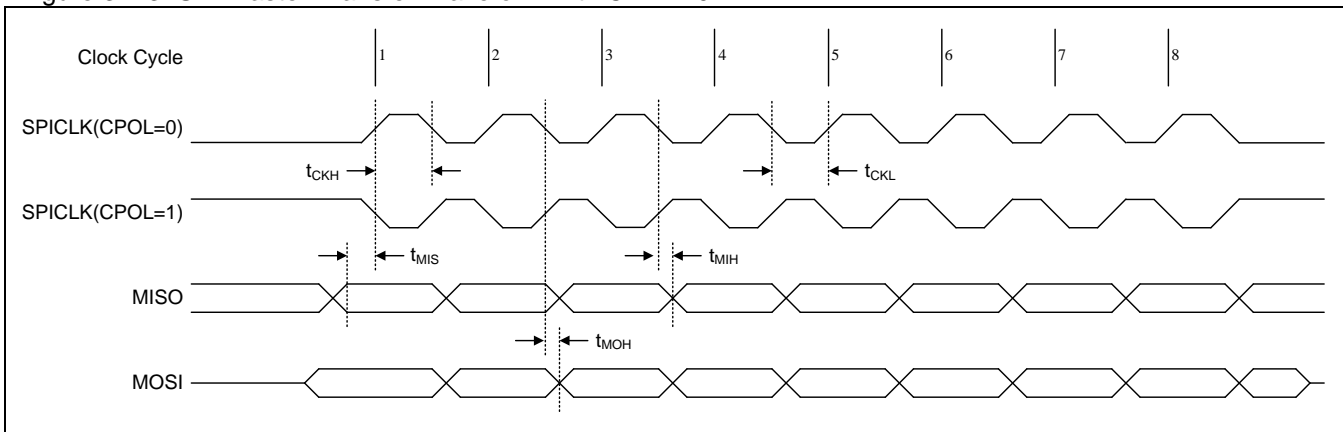 Clock Cycle 1 2 3 4 5 6 7 8
SPICLK(CPOL=0)
tCKH tCKL
SPICLK(CPOL=1)
tMIS tMIH
MISO
tMOH
MOSI